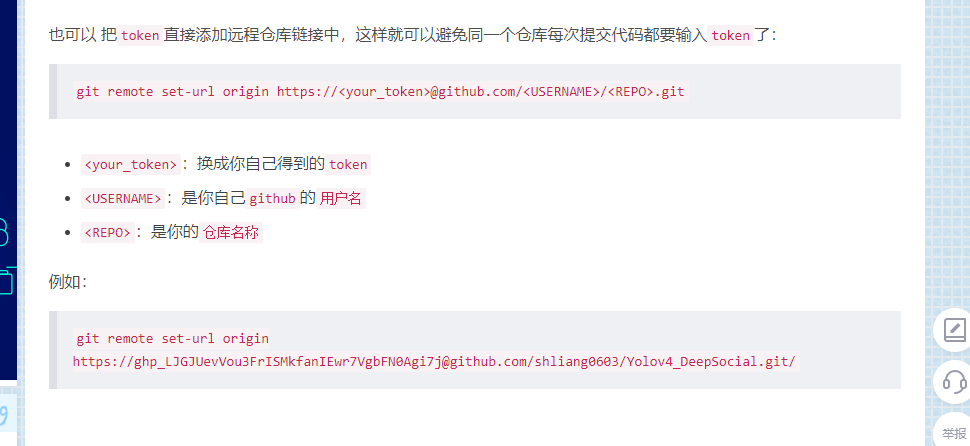 也可以 把 token 直接添加远程仓库链接中，这样就可以避免同一个仓库每次提交代码都要输入 token 了：
git remote set-url origin https://<your_token>@github.com/<USERNAME>/<REPO>.git
<your_token>：换成你自己得到的 token
<USERNAME>：是你自己 github 的 用户名
<REPO>：是你的 仓库名称
例如：
git remote set-url origin
https://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@github.com/shliang0603/Yolov4_DeepSocial.git/
举报